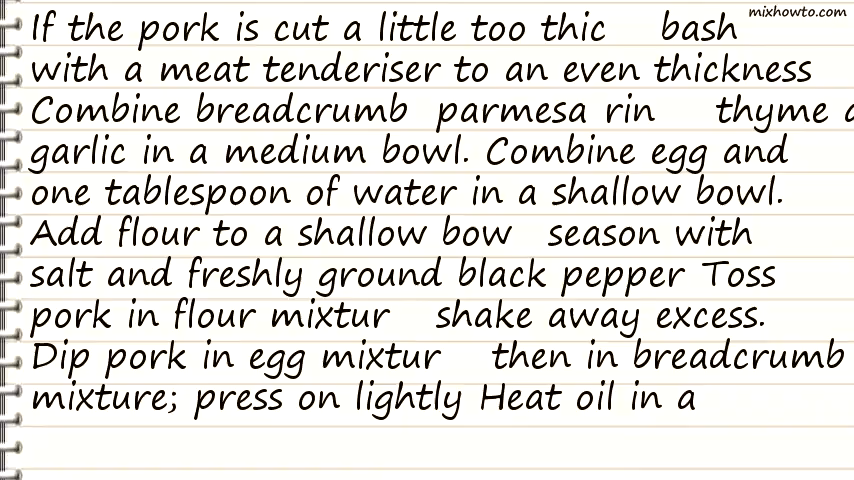 mixhowto.com
If the pork is cut a little too thic bash
with a meat tenderiser to an even thickness
Combine breadcrumb parmesa rin thyme a
garlic in a medium bowl. Combine egg and
one tablespoon of water in a shallow bowl.
Add flour to a shallow bow season with
salt and freshly ground black pepper Toss
pork in flour mixtur shake away excess.
Dip pork in egg mixtur then in breadcrumb
mixture; press on lightly Heat oil in a